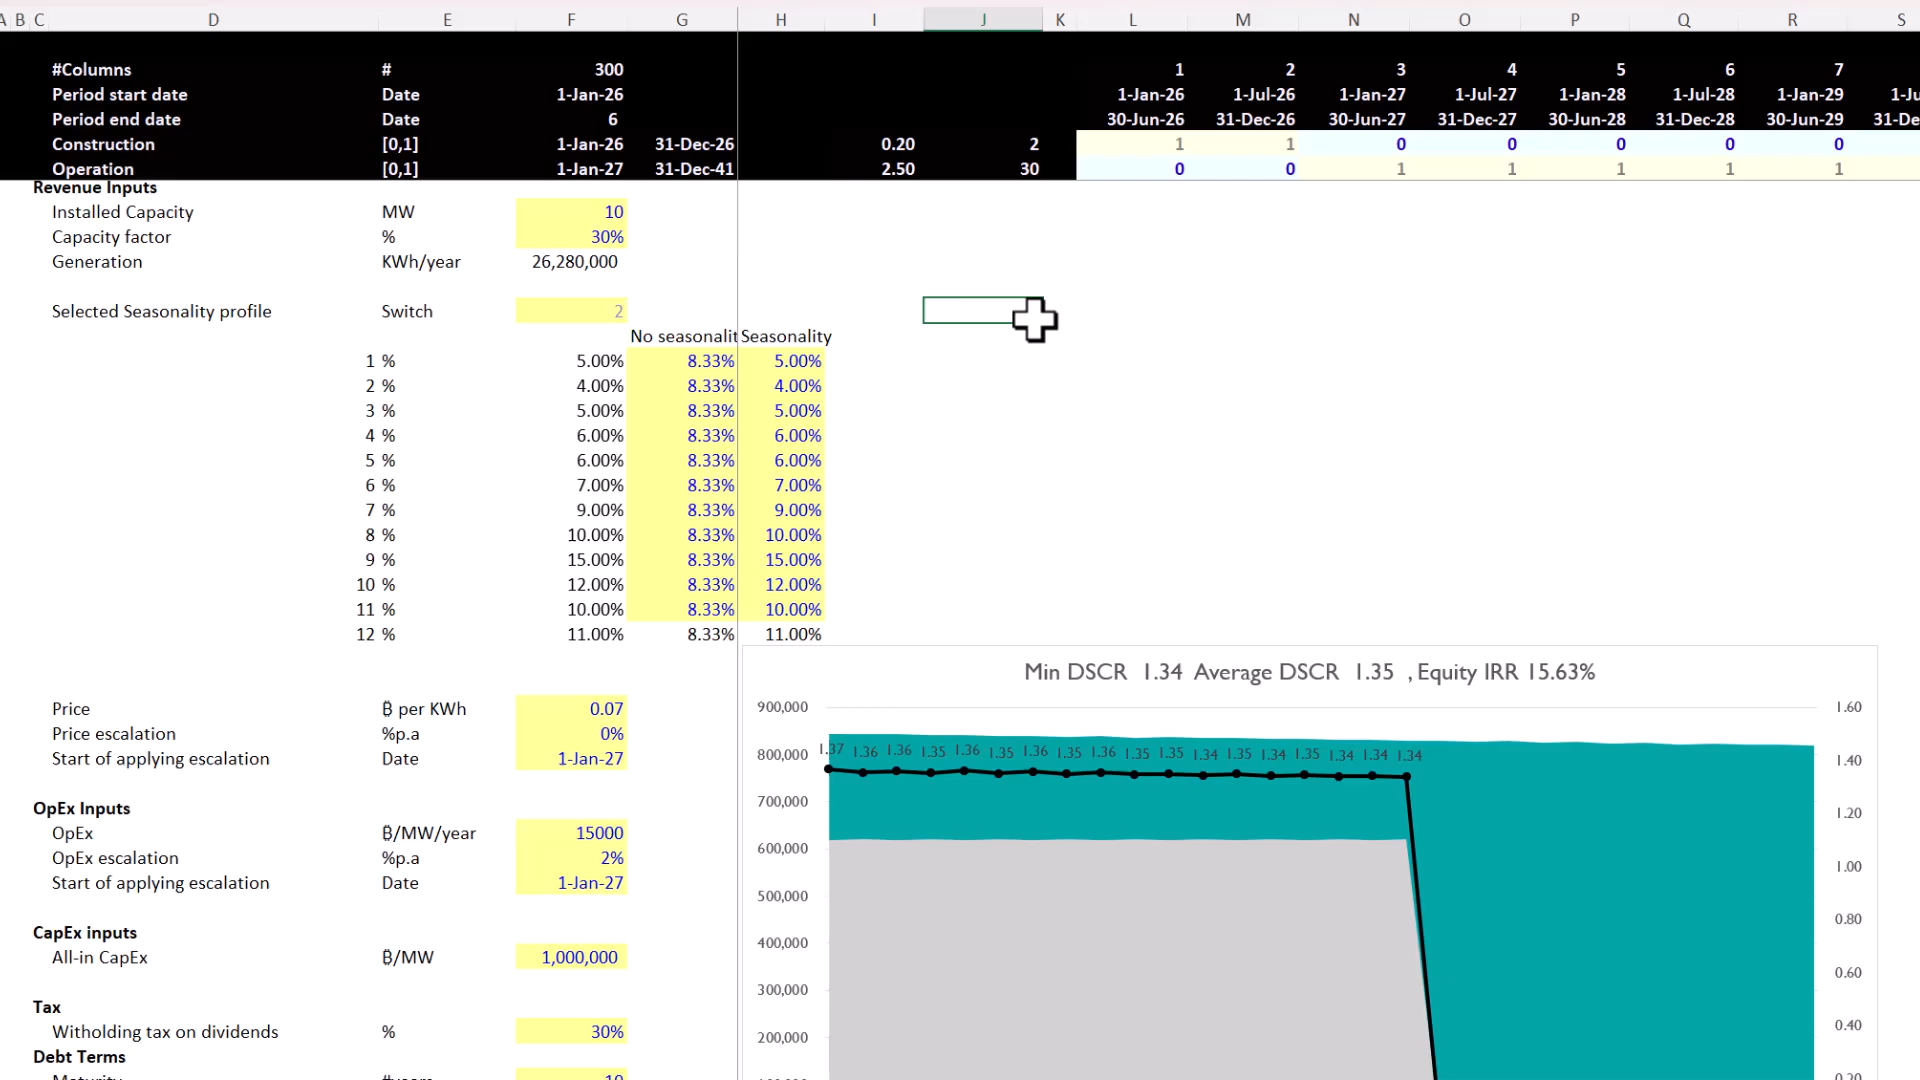 A B C D E F G H I J K L M N O P Q R S
#Columns # 300 1 2 3 4 5 6 7
Period start date Date 1-Jan-26 1-Jan-26 1-Jul-26 1-Jan-27 1-Jul-27 1-Jan-28 1-Jul-28 1-Jan-29 1-Ju
Period end date Date 6 30-Jun-26 31-Dec-26 30-Jun-27 31-Dec-27 30-Jun-28 31-Dec-28 30-Jun-29 31-De
Construction [0,1] 1-Jan-26 31-Dec-26 0.20 2 1 1 0 0 0 0 0
Operation [0,1] 1-Jan-27 31-Dec-41 2.50 30 0 0 1 1 1 1 1
Revenue Inputs
Installed Capacity MW 10
Capacity factor % 30%
Generation KWh/year 26,280,000
Selected Seasonality profile Switch 2
No seasonalit Seasonality
1 % 5.00% 8.33% 5.00%
2 % 4.00% 8.33% 4.00%
3 % 5.00% 8.33% 5.00%
4 % 6.00% 8.33% 6.00%
5 % 6.00% 8.33% 6.00%
6 % 7.00% 8.33% 7.00%
7 % 9.00% 8.33% 9.00%
8 % 10.00% 8.33% 10.00%
9 % 15.00% 8.33% 15.00%
10 % 12.00% 8.33% 12.00%
11 % 10.00% 8.33% 10.00%
12 % 11.00% 8.33% 11.00%
Price ₿ per KWh 0.07
Price escalation %p.a 0%
Start of applying escalation Date 1-Jan-27
OpEx Inputs
OpEx ₿/MW/year 15000
OpEx escalation %p.a 2%
Start of applying escalation Date 1-Jan-27
CapEx inputs
All-in CapEx ₿/MW 1,000,000
Tax
Witholding tax on dividends % 30%
Debt Terms
Maturity #years 10
Min DSCR 1.34 Average DSCR 1.35 , Equity IRR 15.63%
900,000 1.60
800,000 1.40
700,000 1.20
600,000 1.00
500,000 0.80
400,000 0.60
300,000 0.40
200,000 0.20
1.37 1.36 1.36 1.35 1.36 1.35 1.36 1.35 1.36 1.35 1.35 1.34 1.35 1.34 1.35 1.34 1.34 1.34